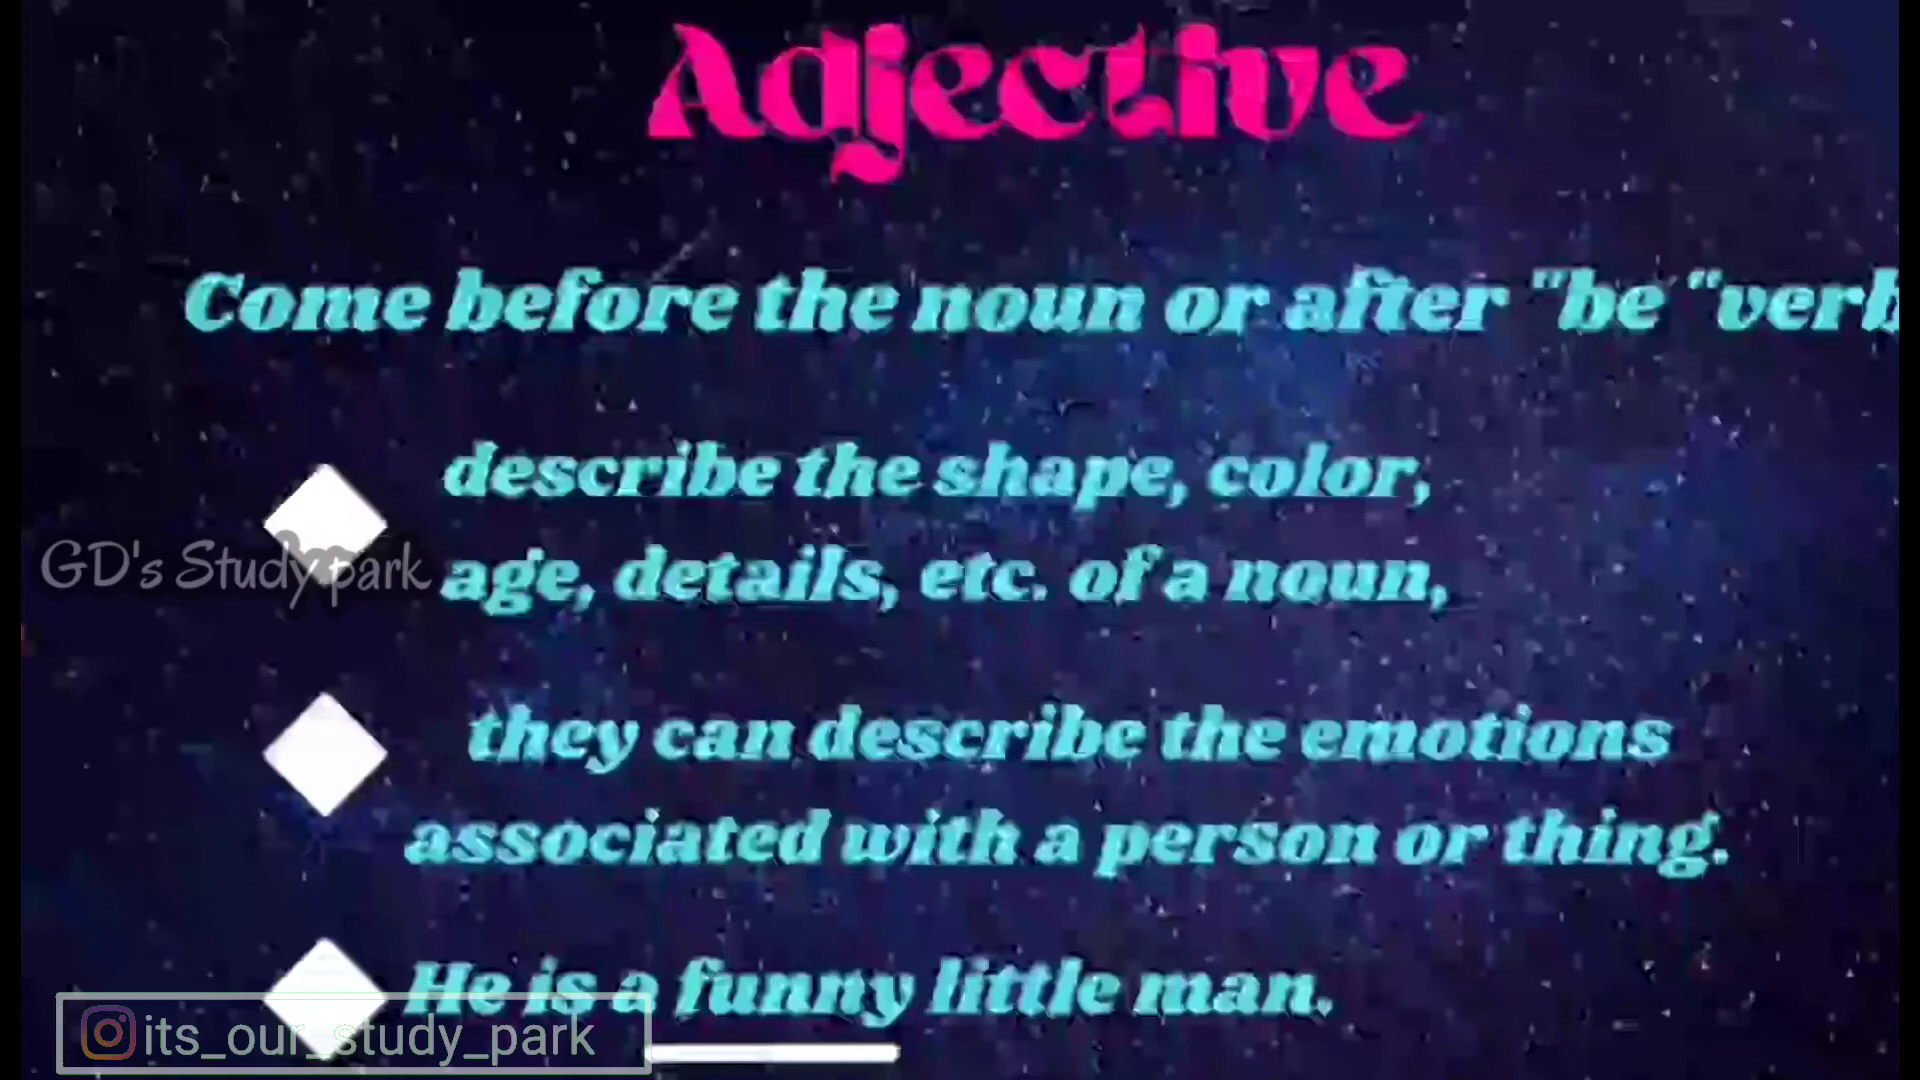 Adjective
Come before the noun or after "be "verb
describe the shape, color,
age, details, etc. of a noun,
GD's Study park
they can describe the emotions
associated with a person or thing.
He is a funny little man.
its_our_study_park